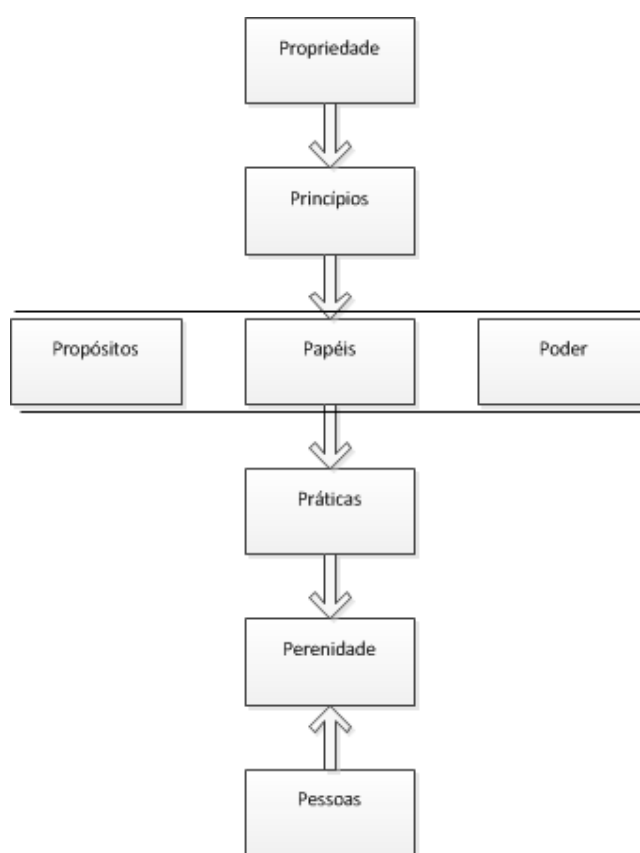 Propriedade
Princípios
Propósitos
Papéis
Poder
Práticas
Perenidade
Pessoas